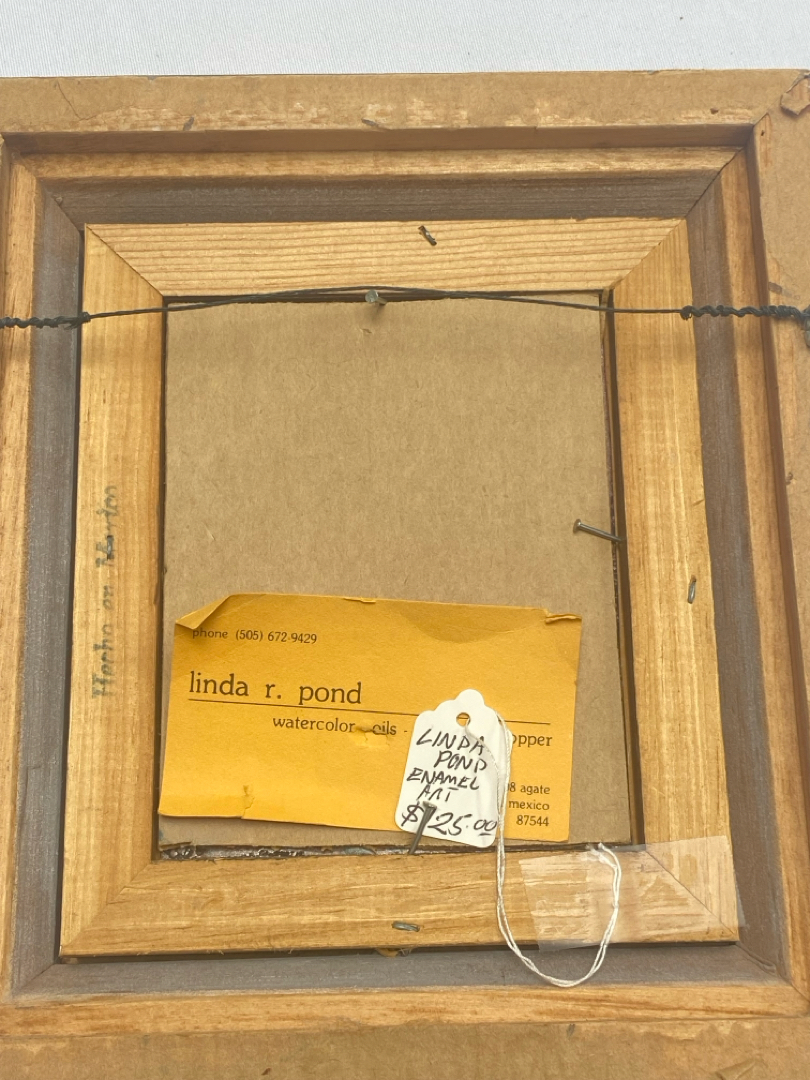 Hecho en
phone (505) 672-9429
linda r. pond
watercolor oils - opper
8 agate
mexico
87544
LINDA
POND
ENAMEL
ART
$125.00